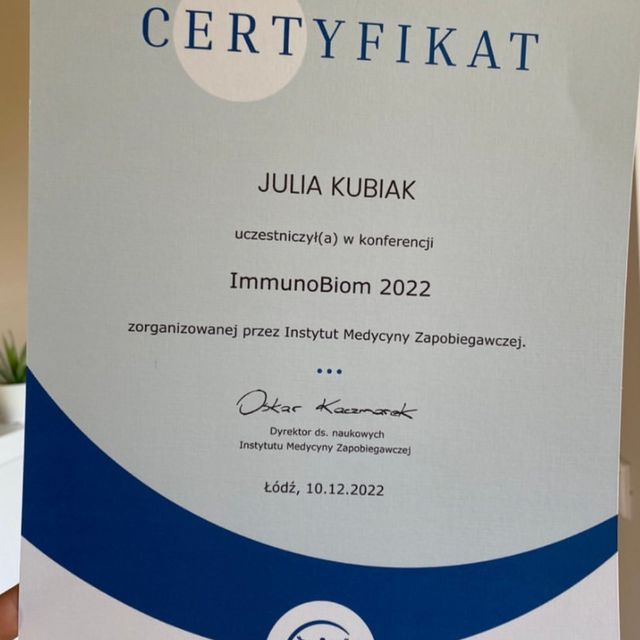 CERTYFIKAT
JULIA KUBIAK
uczestniczył(a) w konferencji
ImmunoBiom 2022
zorganizowanej przez Instytut Medycyny Zapobiegawczej.
Oskar Kaczmarek
Dyrektor ds. naukowych
Instytutu Medycyny Zapobiegawczej
Łódź, 10.12.2022